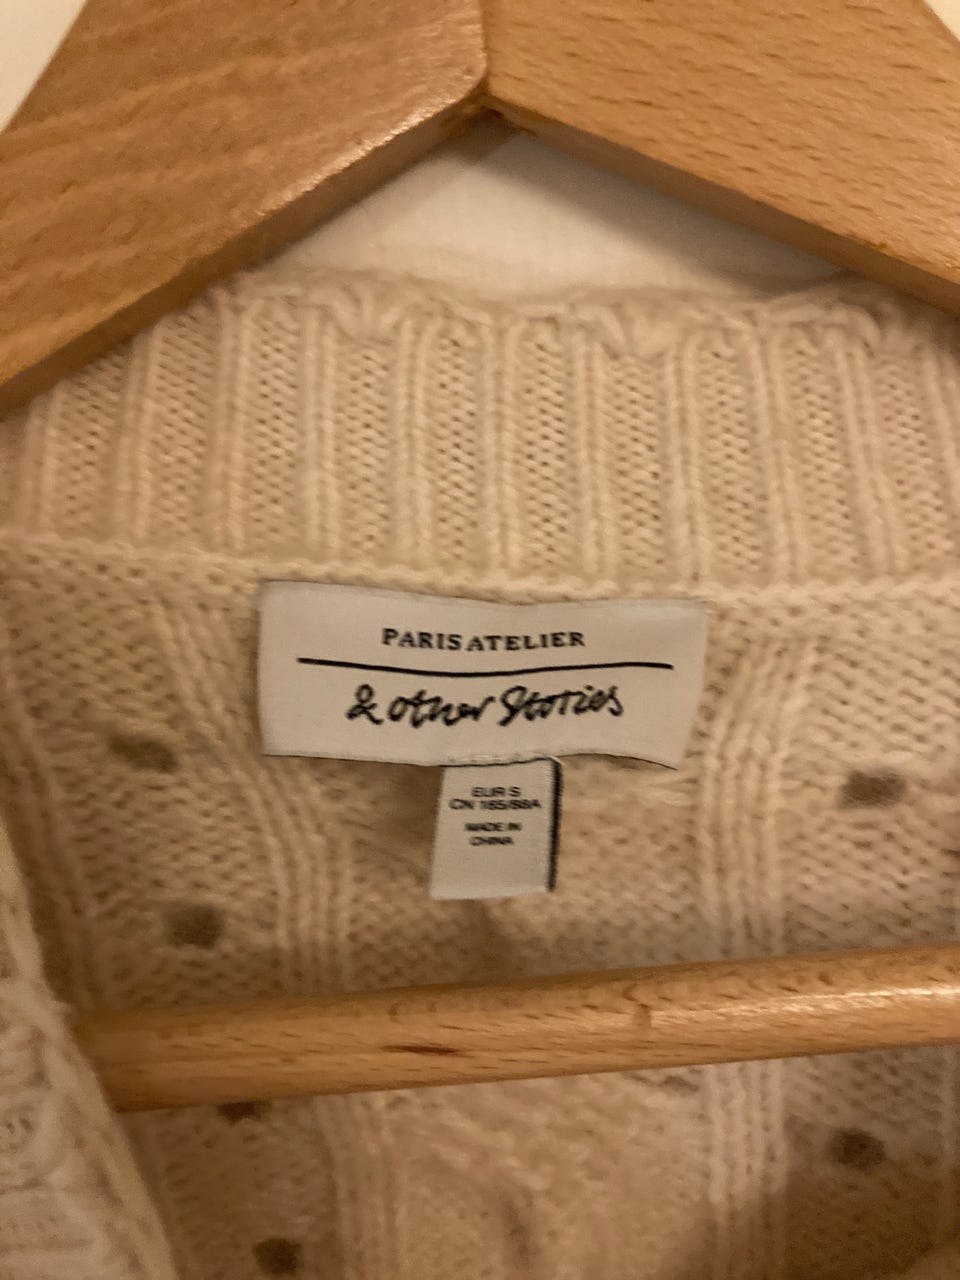 PARIS ATELIER
& other Stories
EUR S
CN 165/88A
MADE IN
CHINA